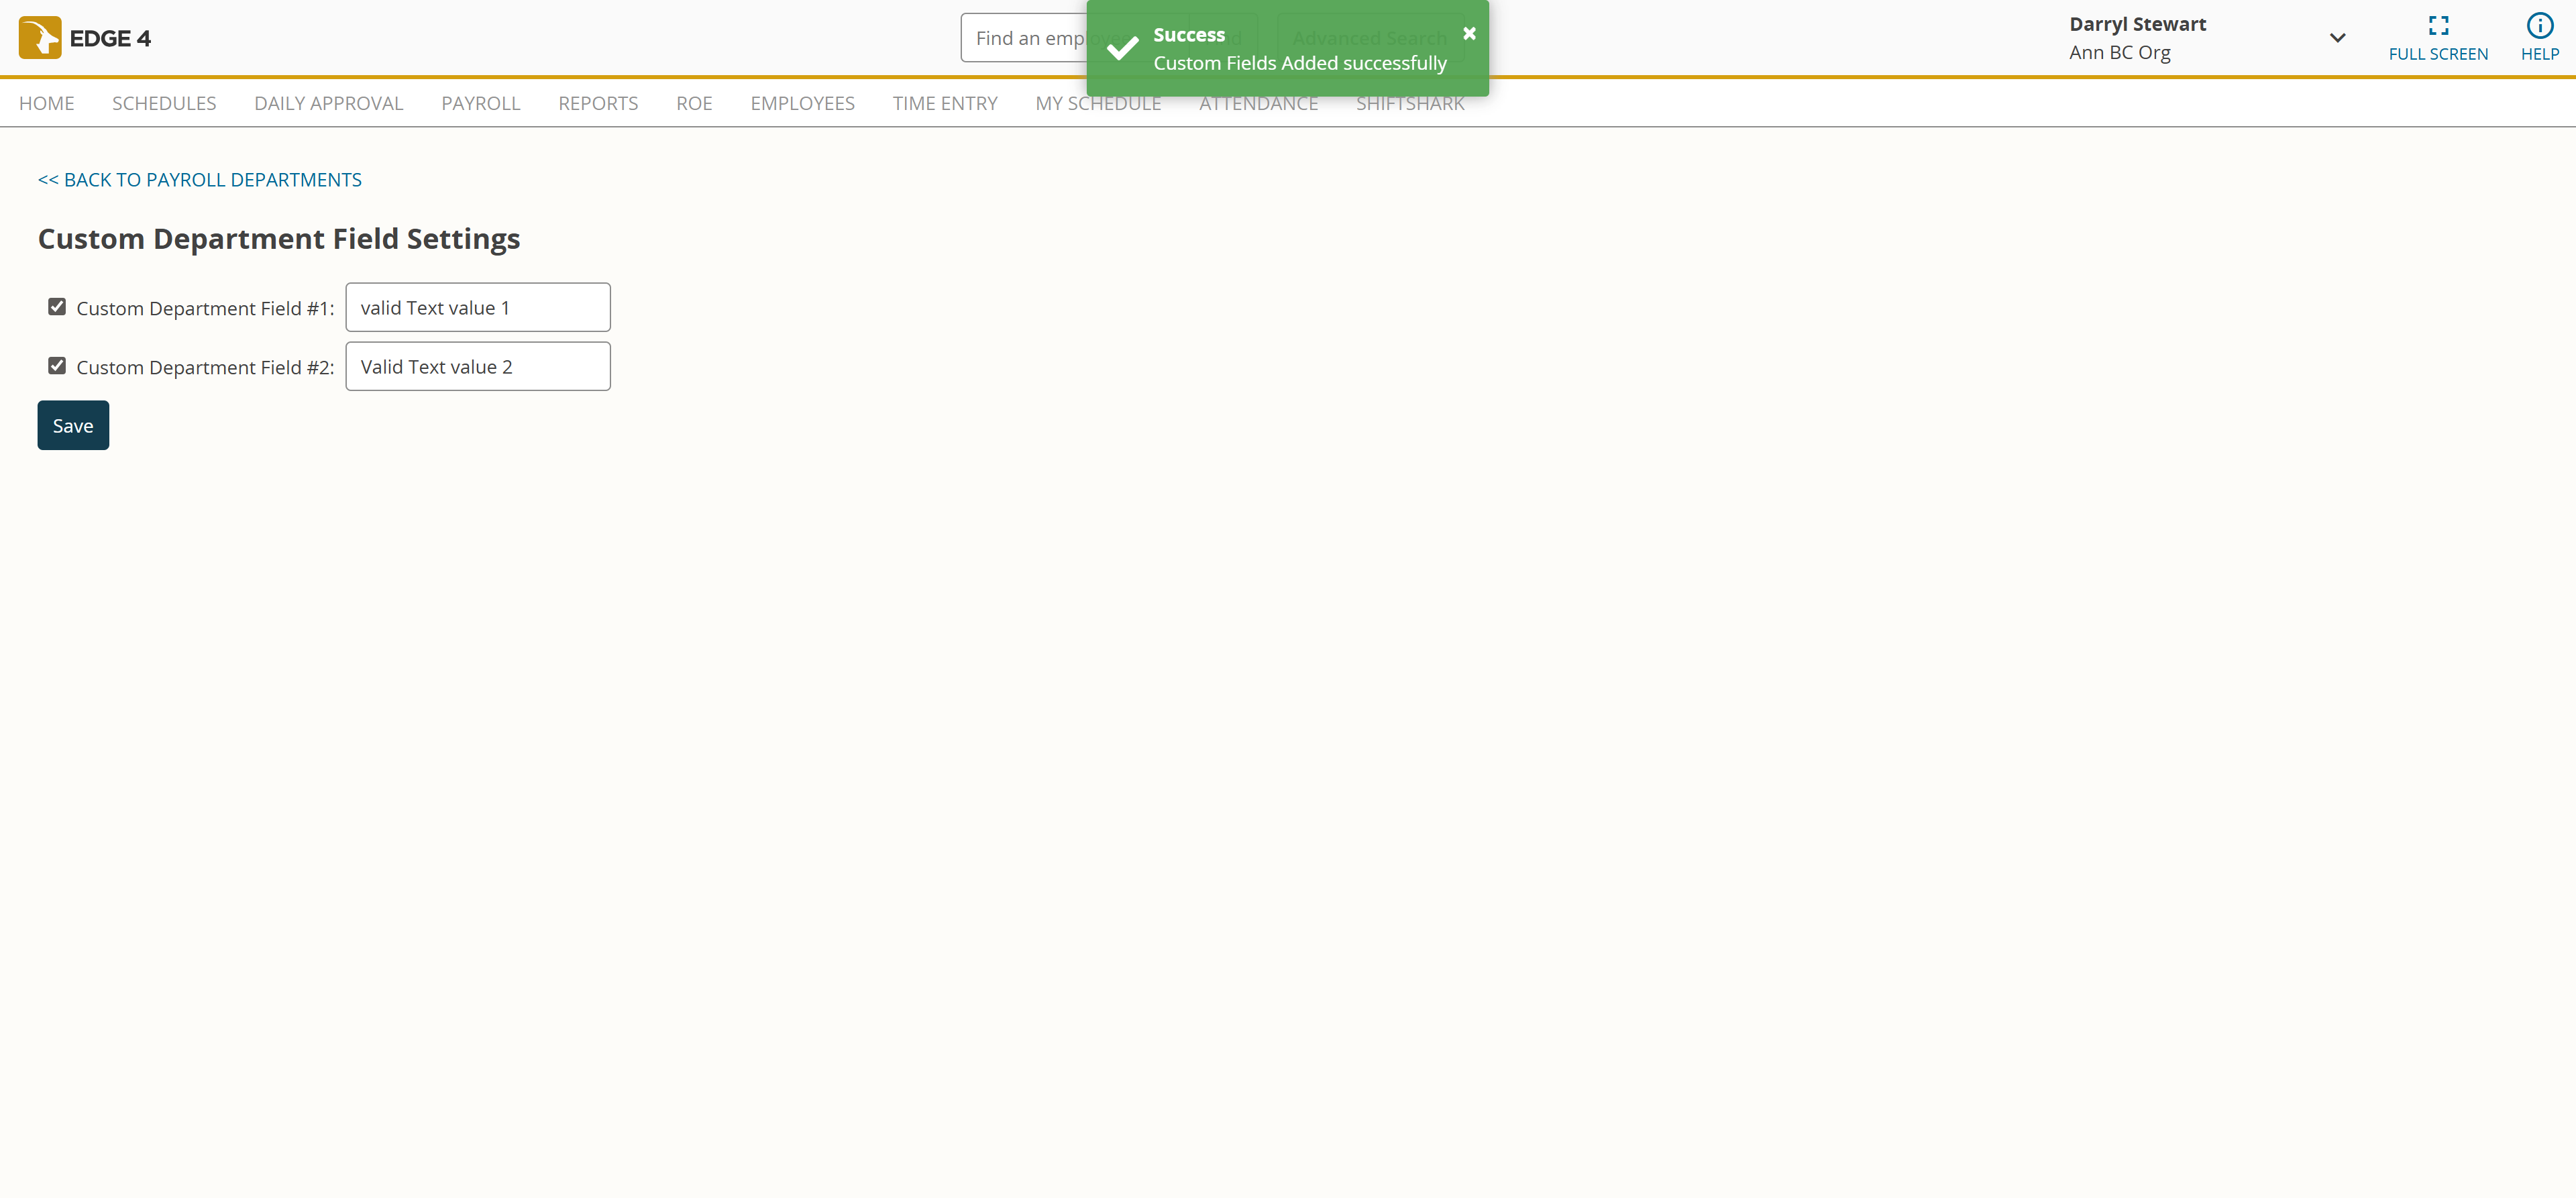 EDGE 4
Find an emp
Advanced Search
Success
Custom Fields Added successfully
Darryl Stewart
Ann BC Org
FULL SCREEN
HELP
HOME SCHEDULES DAILY APPROVAL PAYROLL REPORTS ROE EMPLOYEES TIME ENTRY MY SCHEDULE ATTENDANCE SHIFTSHARK
<< BACK TO PAYROLL DEPARTMENTS
Custom Department Field Settings
Custom Department Field #1: valid Text value 1
Custom Department Field #2: Valid Text value 2
Save